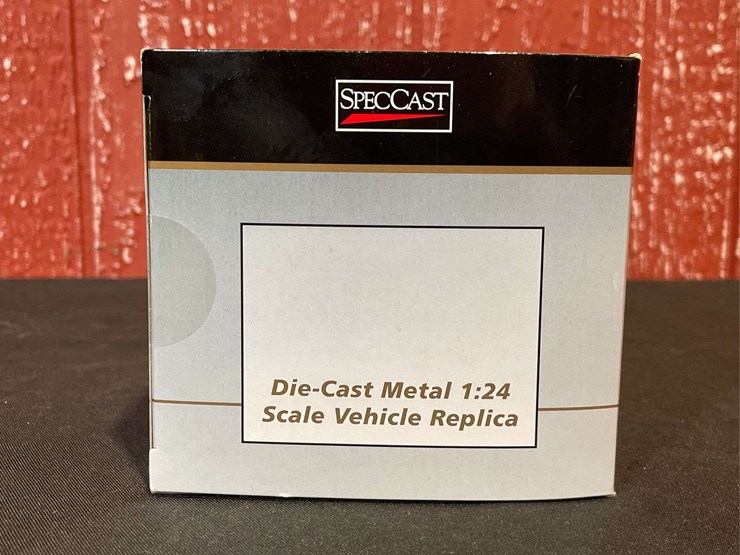 SPECCAST
Die-Cast Metal 1:24
Scale Vehicle Replica